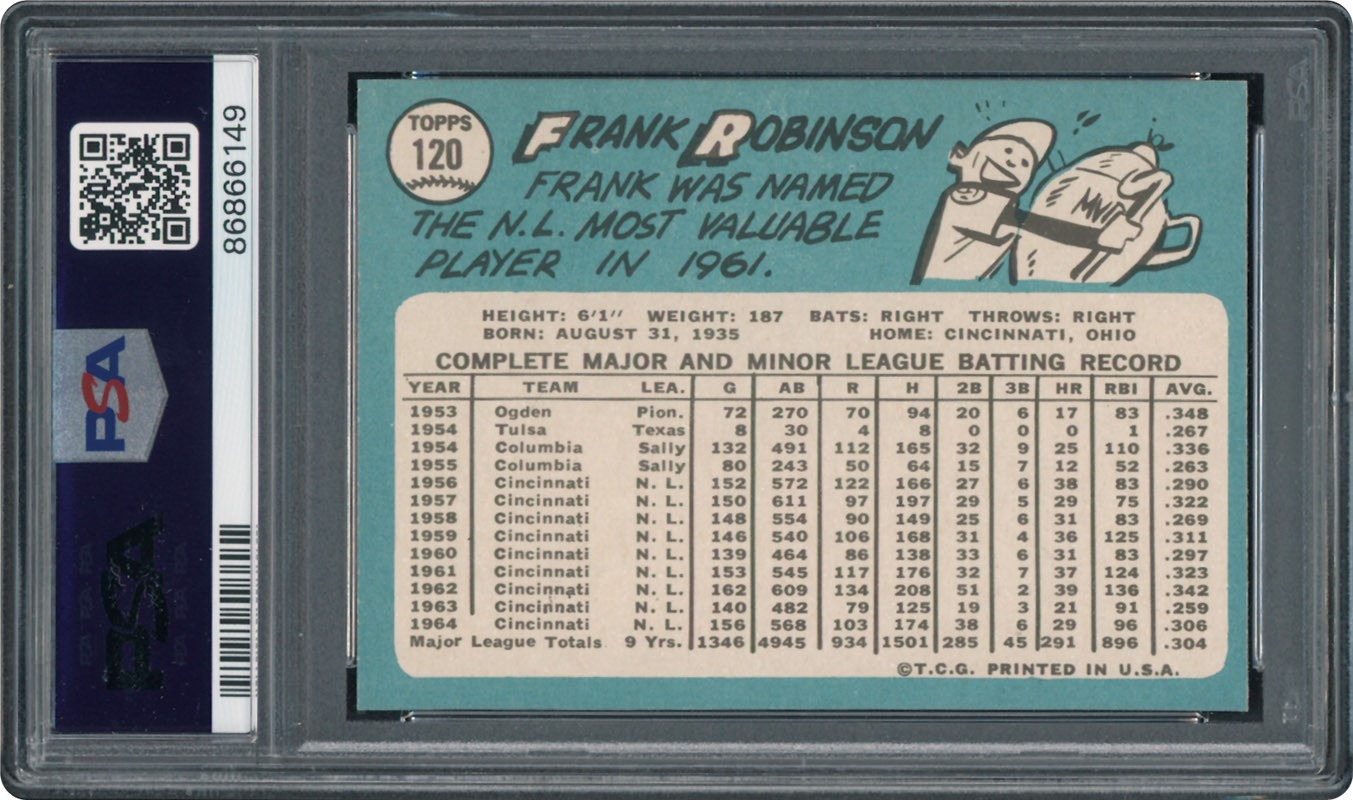 PSA
86866149
PSA
TOPPS
120
FRANK ROBINSON
FRANK WAS NAMED
THE N.L. MOST VALUABLE
PLAYER IN 1961.
MVP
HEIGHT: 6'1" WEIGHT: 187 BATS: RIGHT THROWS: RIGHT
BORN: AUGUST 31, 1935 HOME: CINCINNATI, OHIO
COMPLETE MAJOR AND MINOR LEAGUE BATTING RECORD
YEAR TEAM LEA. G AB R H 2B 3B HR RBI AVG.
1953 Ogden Pion. 72 270 70 94 20 6 17 83 .348
1954 Tulsa Texas 8 30 4 8 0 0 0 1 .267
1954 Columbia Sally 132 491 112 165 32 9 25 110 .336
1955 Columbia Sally 80 243 50 64 15 7 12 52 .263
1956 Cincinnati N. L. 152 572 122 166 27 6 38 83 .290
1957 Cincinnati N. L. 150 611 97 197 29 5 29 75 .322
1958 Cincinnati N. L. 148 554 90 149 25 6 31 83 .269
1959 Cincinnati N. L. 146 540 106 168 31 4 36 125 .311
1960 Cincinnati N. L. 139 464 86 138 33 6 31 83 .297
1961 Cincinnati N. L. 153 545 117 176 32 7 37 124 .323
1962 Cincinnati N. L. 162 609 134 208 51 2 39 136 .342
1963 Cincinnati N. L. 140 482 79 125 19 3 21 91 .259
1964 Cincinnati N. L. 156 568 103 174 38 6 29 96 .306
Major League Totals 9 Yrs. 1346 4945 934 1501 285 45 291 896 .304
©T.C.G. PRINTED IN U.S.A.
PSA